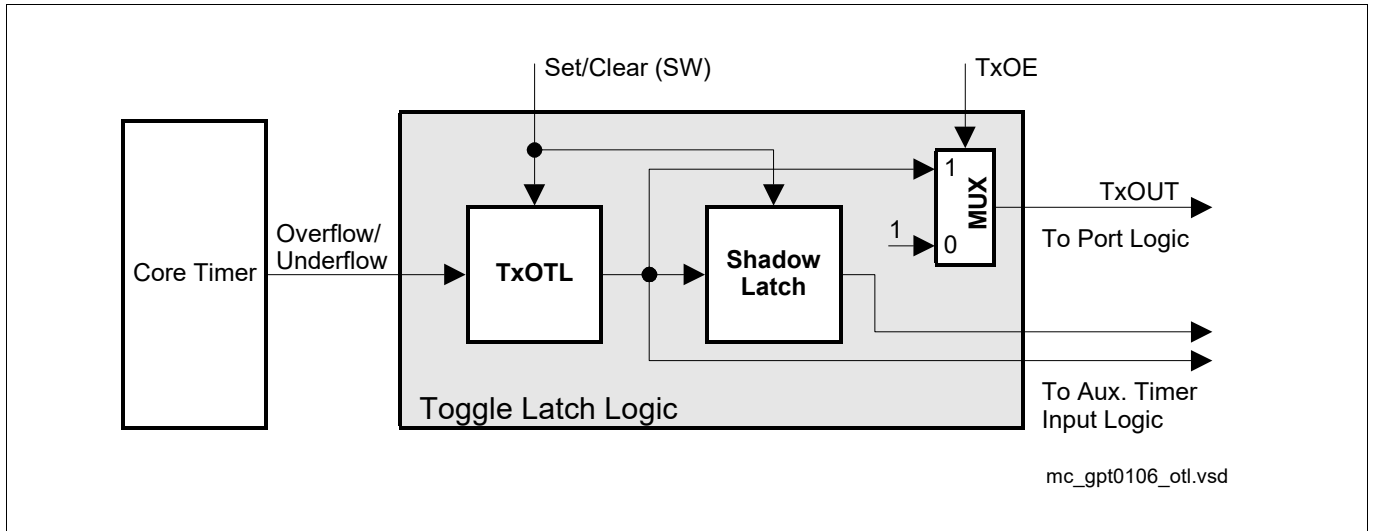 Set/Clear (SW)
TxOE
Core Timer
Overflow/
Underflow
TxOTL
Shadow
Latch
1
1
0
MUX
TxOUT
To Port Logic
To Aux. Timer
Input Logic
Toggle Latch Logic
mc_gpt0106_otl.vsd